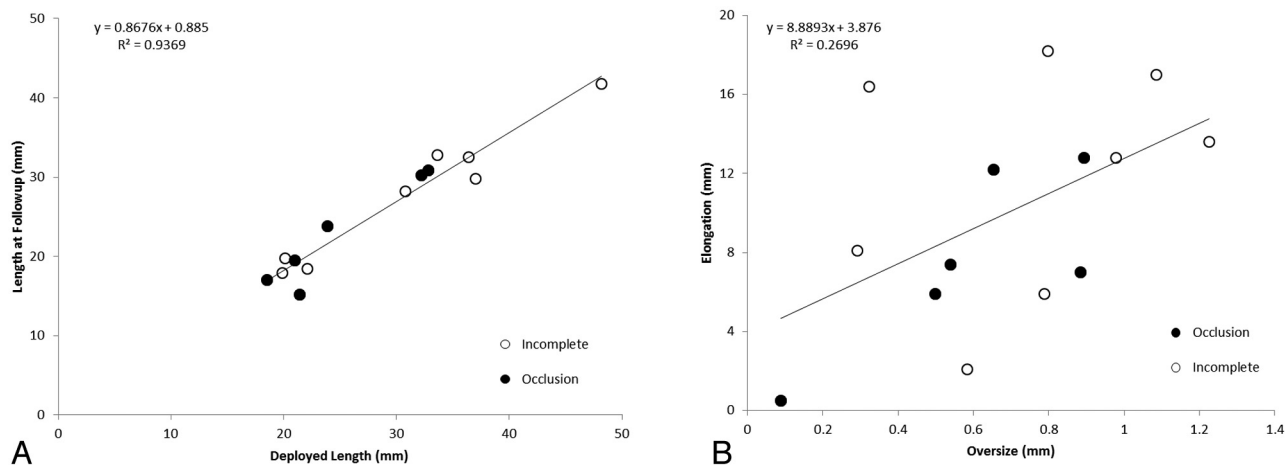 y = 0.8676x + 0.885
R² = 0.9369
Length at Followup (mm)
50
40
30
20
10
0
Incomplete
Occlusion
0 10 20 30 40 50
Deployed Length (mm)
A
y = 8.8893x + 3.876
R² = 0.2696
Elongation (mm)
20
16
12
8
4
0
Occlusion
Incomplete
0 0.2 0.4 0.6 0.8 1 1.2 1.4
Oversize (mm)
B